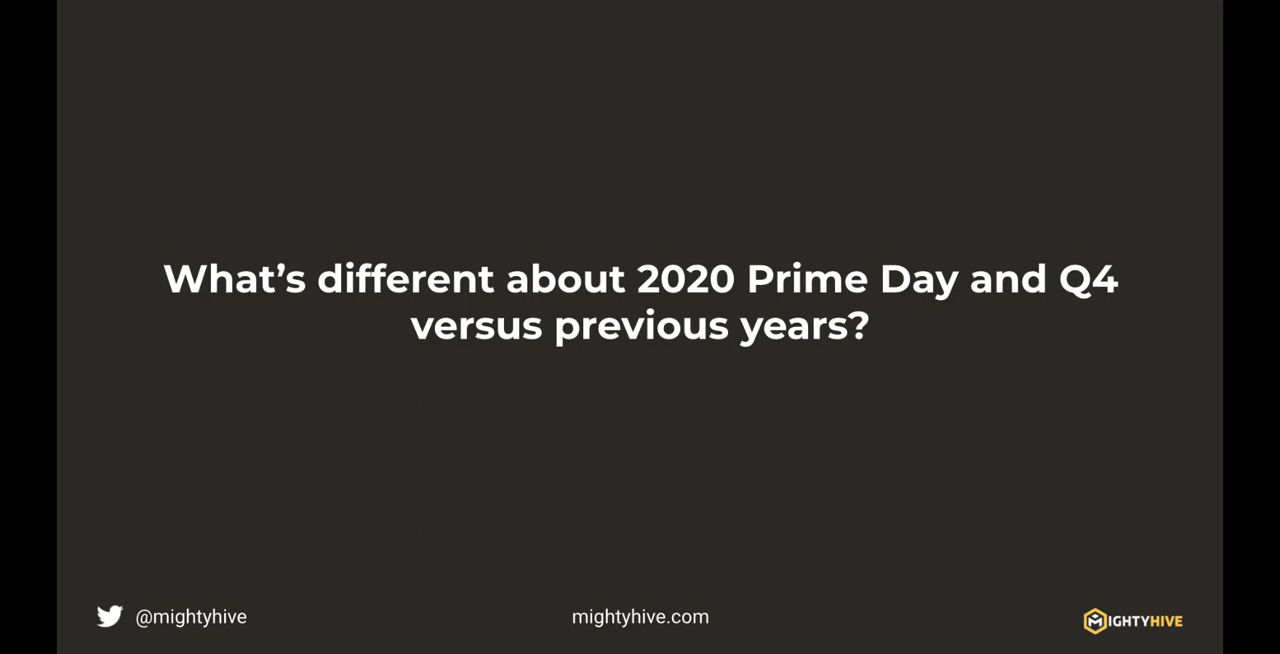 What's different about 2020 Prime Day and Q4
versus previous years?
@mightyhive
mightyhive.com
MIGHTYHIVE